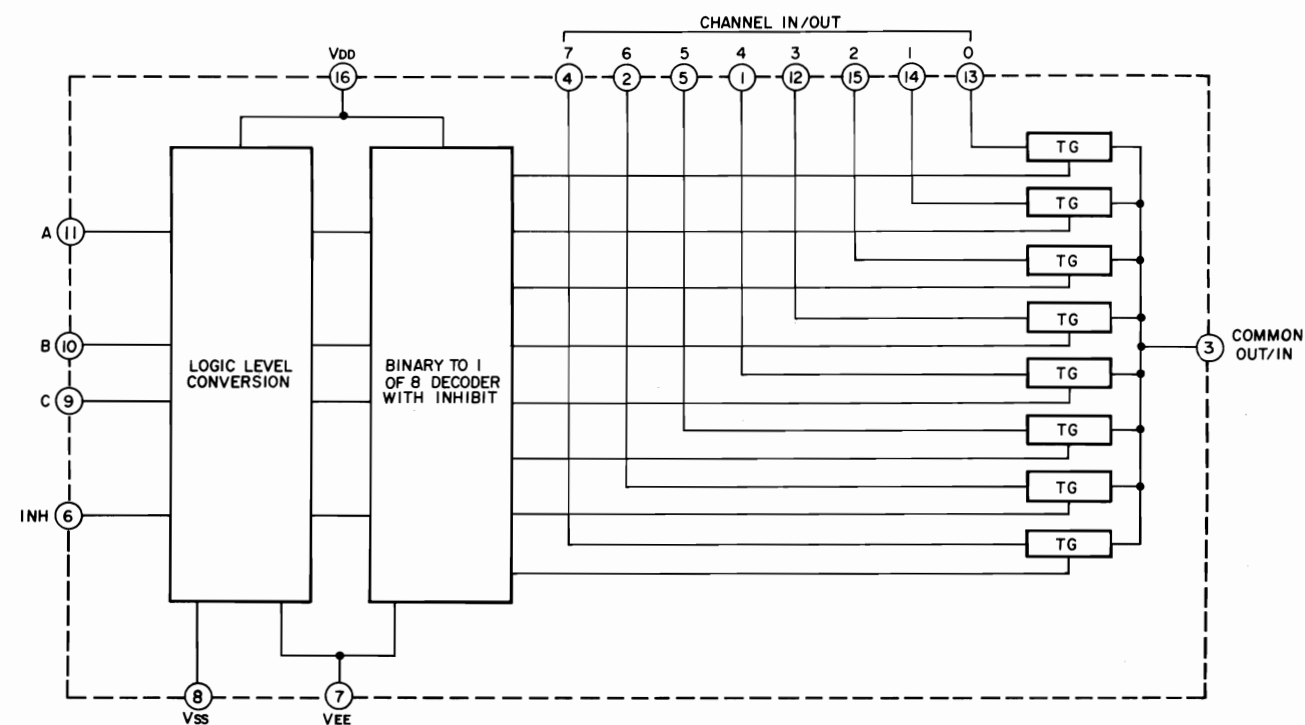 CHANNEL IN/OUT
VDD 7 6 5 4 3 2 1 0
16 4 2 5 1 12 15 14 13
TG
TG
A 11
TG
TG
B 10
LOGIC LEVEL
CONVERSION
BINARY TO 1
OF 8 DECODER
WITH INHIBIT
3 COMMON
OUT/IN
TG
C 9
TG
TG
INH 6
TG
8 7
VSS VEE